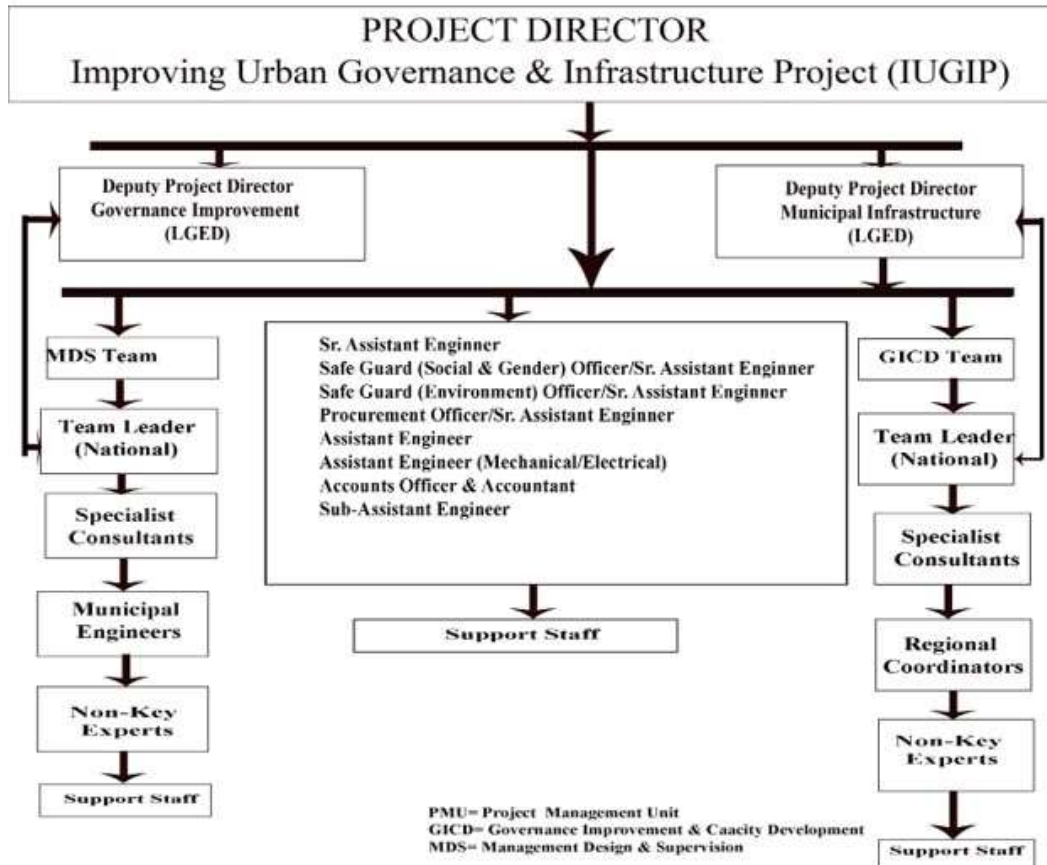 PROJECT DIRECTOR
Improving Urban Governance & Infrastructure Project (IUGIP)
Deputy Project Director
Governance Improvement
(LGED)
Deputy Project Director
Municipal Infrastructure
(LGED)
MDS Team
Team Leader
(National)
Specialist
Consultants
Municipal
Engineers
Non-Key
Experts
Support Staff
Sr. Assistant Enginner
Safe Guard (Social & Gender) Officer/Sr. Assistant Enginner
Safe Guard (Environment) Officer/Sr. Assistant Enginner
Procurement Officer/Sr. Assistant Enginner
Assistant Engineer
Assistant Engineer (Mechanical/Electrical)
Accounts Officer & Accountant
Sub-Assistant Engineer
Support Staff
GICD Team
Team Leader
(National)
Specialist
Consultants
Regional
Coordinators
Non-Key
Experts
Support Staff
PMU= Project Management Unit
GICD= Governance Improvement & Caacity Development
MDS= Management Design & Supervision